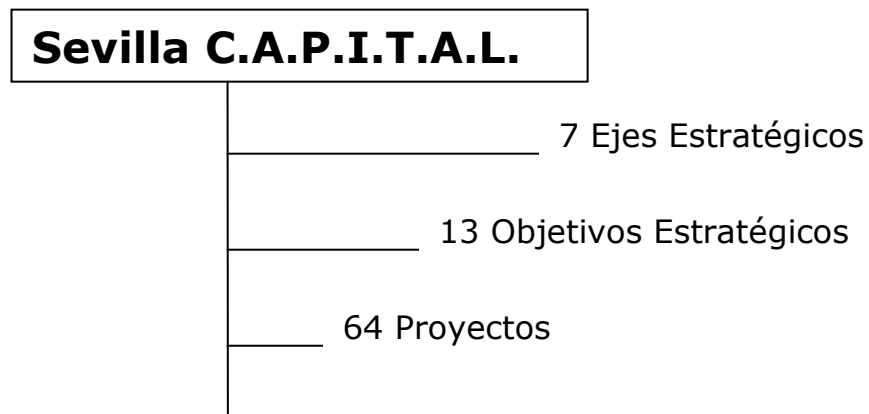 Sevilla C.A.P.I.T.A.L.
7 Ejes Estratégicos
13 Objetivos Estratégicos
64 Proyectos